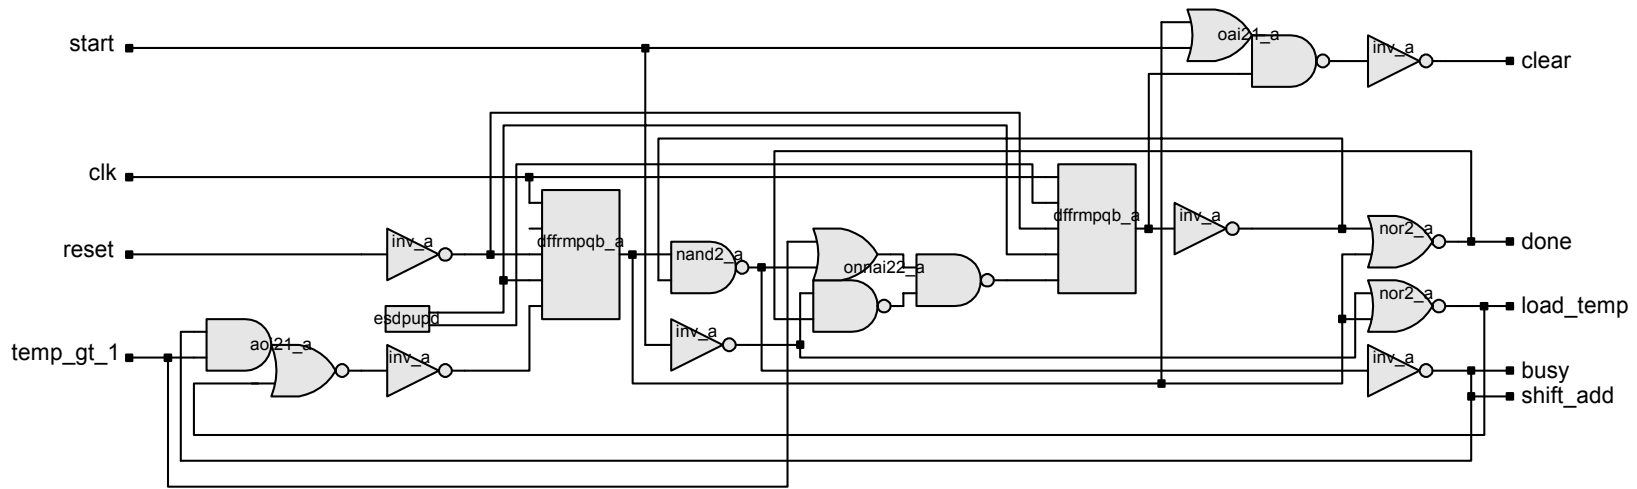 start
oai21_a
inv_a
clear
clk
dffrmpqb_a
inv_a
reset
inv_a
dffrmpqb_a
nand2_a
onnai22_a
nor2_a
done
esdpupd
nor2_a
load_temp
temp_gt_1
aoi21_a
inv_a
inv_a
inv_a
busy
shift_add